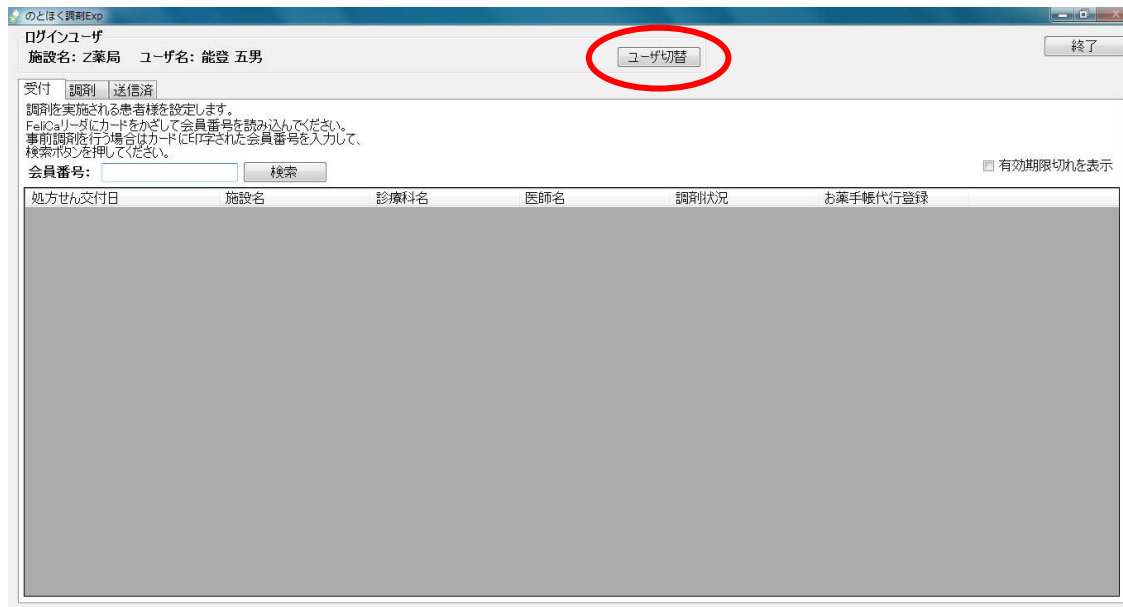 のとほく調剤Exp
ログインユーザ
施設名: Z薬局 ユーザ名: 能登 五男
ユーザ切替
終了
受付 調剤 送信済
調剤を実施される患者様を設定します。
FeliCaリーダにカードをかざして会員番号を読み込んでください。
事前調剤を行う場合はカードに印字された会員番号を入力して、
検索ボタンを押してください。
会員番号: 検索
有効期限切れを表示
処方せん交付日 施設名 診療科名 医師名 調剤状況 お薬手帳代行登録